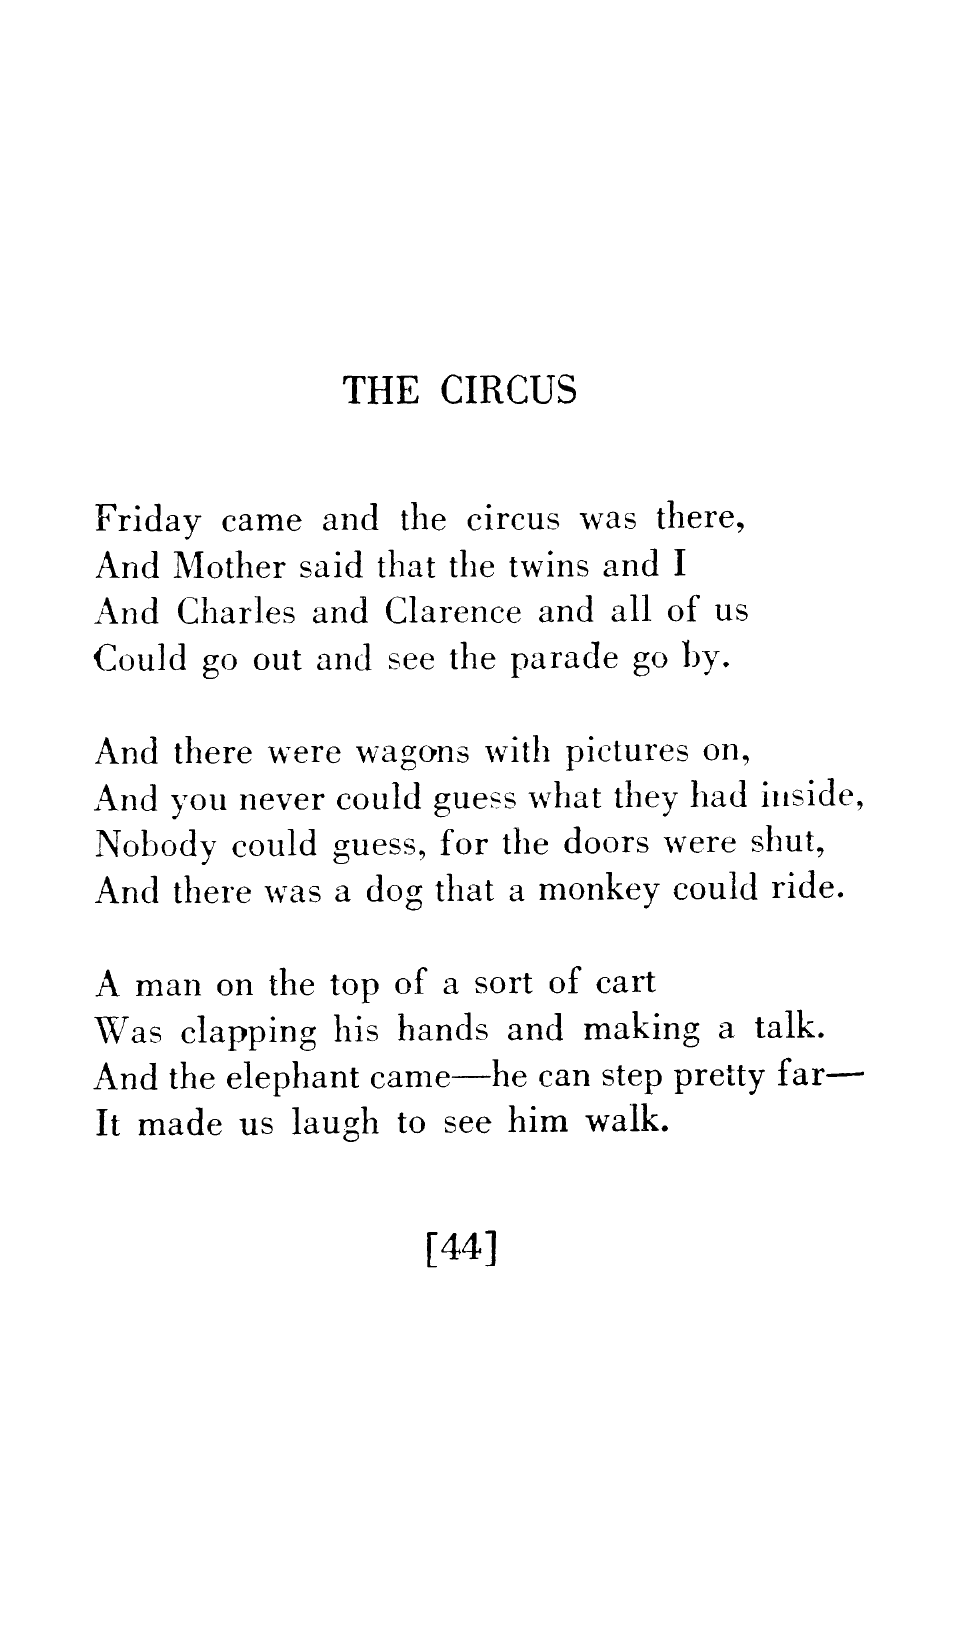 THE CIRCUS
Friday came and the circus was there,
And Mother said that the twins and I
And Charles and Clarence and all of us
Could go out and see the parade go by.
And there were wagons with pictures on,
And you never could guess what they had inside,
Nobody could guess, for the doors were shut,
And there was a dog that a monkey could ride.
A man on the top of a sort of cart
Was clapping his hands and making a talk.
And the elephant came—he can step pretty far—
It made us laugh to see him walk.
[44]